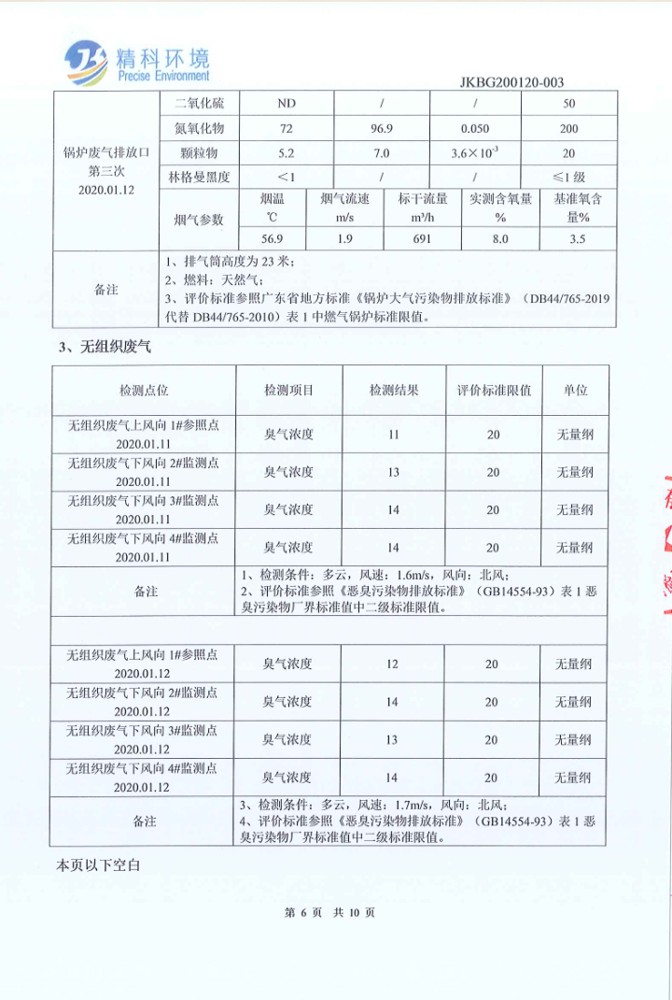 精科环境
Precise Environment
JKBG200120-003
锅炉废气排放口
第三次
2020.01.12
二氧化硫 ND / / 50
氮氧化物 72 96.9 0.050 200
颗粒物 5.2 7.0 3.6×10⁻³ 20
林格曼黑度 ＜1 / / ≤1 级
烟气参数
烟温 烟气流速 标干流量 实测含氧量 基准氧含
℃ m/s m³/h % 量%
56.9 1.9 691 8.0 3.5
备注
1、排气筒高度为 23 米；
2、燃料：天然气；
3、评价标准参照广东省地方标准《锅炉大气污染物排放标准》（DB44/765-2019
代替 DB44/765-2010）表 1 中燃气锅炉标准限值。
3、无组织废气
检测点位 检测项目 检测结果 评价标准限值 单位
无组织废气上风向 1#参照点
2020.01.11
臭气浓度 11 20 无量纲
无组织废气下风向 2#监测点
2020.01.11
臭气浓度 13 20 无量纲
无组织废气下风向 3#监测点
2020.01.11
臭气浓度 14 20 无量纲
无组织废气下风向 4#监测点
2020.01.11
臭气浓度 14 20 无量纲
备注
1、检测条件：多云，风速：1.6m/s，风向：北风；
2、评价标准参照《恶臭污染物排放标准》（GB14554-93）表 1 恶
臭污染物厂界标准值中二级标准限值。
无组织废气上风向 1#参照点
2020.01.12
臭气浓度 12 20 无量纲
无组织废气下风向 2#监测点
2020.01.12
臭气浓度 14 20 无量纲
无组织废气下风向 3#监测点
2020.01.12
臭气浓度 13 20 无量纲
无组织废气下风向 4#监测点
2020.01.12
臭气浓度 14 20 无量纲
备注
3、检测条件：多云，风速：1.7m/s，风向：北风；
4、评价标准参照《恶臭污染物排放标准》（GB14554-93）表 1 恶
臭污染物厂界标准值中二级标准限值。
本页以下空白
第 6 页 共 10 页